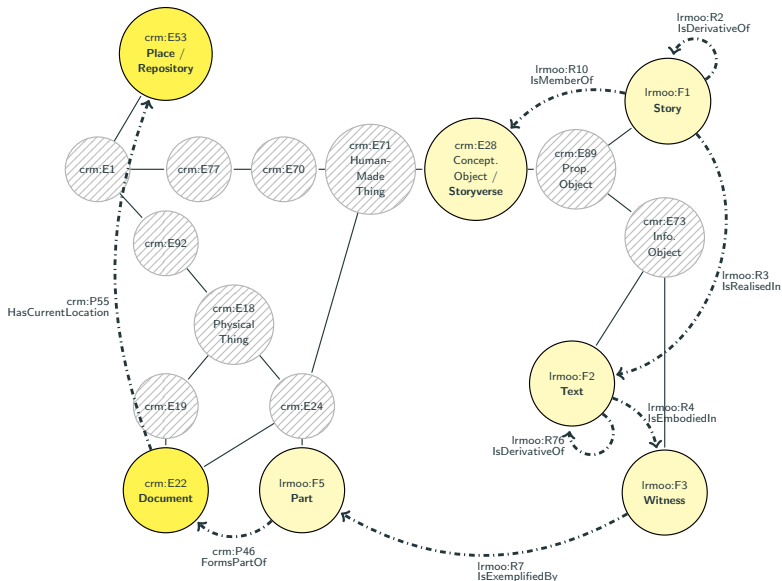 crm:E53
Place /
Repository
lrmoo:R2
IsDerivativeOf
lrmoo:R10
IsMemberOf
lrmoo:F1
Story
crm:E1
crm:E77
crm:E70
crm:E71
Human-
Made
Thing
crm:E28
Concept.
Object /
Storyverse
crm:E89
Prop.
Object
cmr:E73
Info.
Object
crm:E92
lrmoo:R3
IsRealisedIn
crm:P55
HasCurrentLocation
crm:E18
Physical
Thing
lrmoo:F2
Text
crm:E19
crm:E24
lrmoo:R4
IsEmbodiedIn
lrmoo:R76
IsDerivativeOf
crm:E22
Document
lrmoo:F5
Part
lrmoo:F3
Witness
crm:P46
FormsPartOf
lrmoo:R7
IsExemplifiedBy